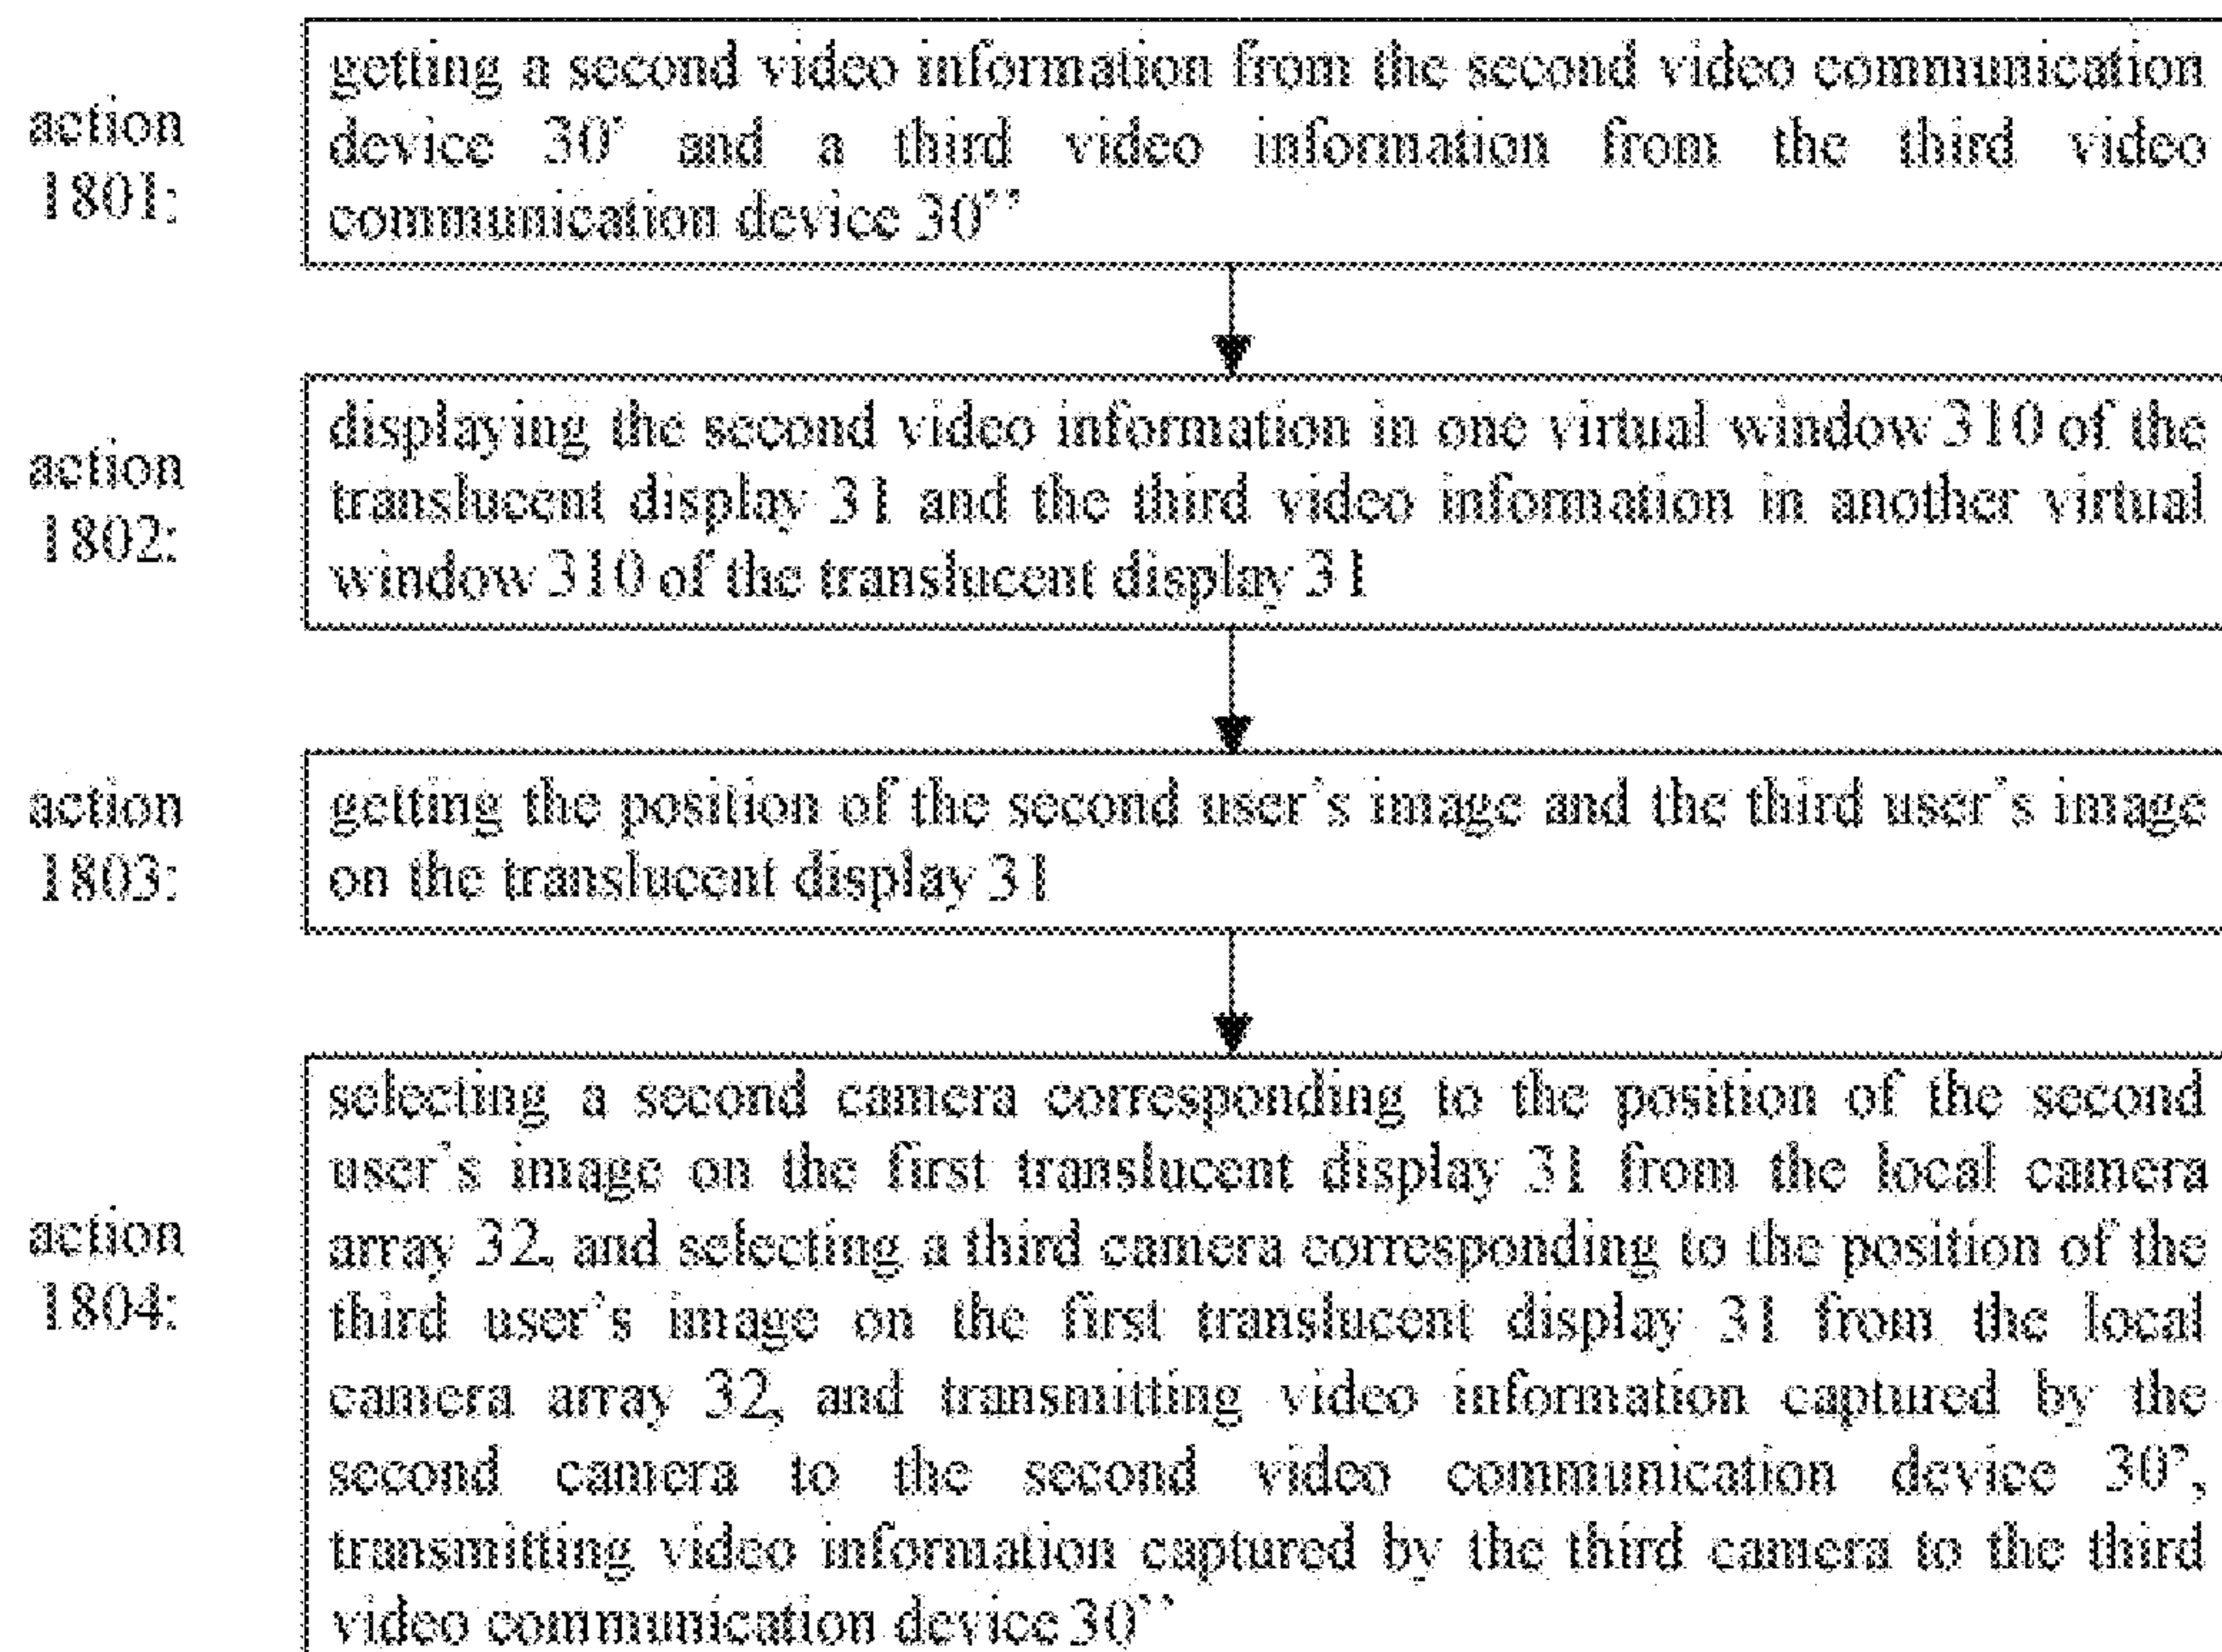 action
1801:
getting a second video information from the second video communication
device 30' and a third video information from the third video
communication device 30''
action
1802:
displaying the second video information in one virtual window 310 of the
translucent display 31 and the third video information in another virtual
window 310 of the translucent display 31
action
1803:
getting the position of the second user's image and the third user's image
on the translucent display 31
action
1804:
selecting a second camera corresponding to the position of the second
user's image on the first translucent display 31 from the local camera
array 32, and selecting a third camera corresponding to the position of the
third user's image on the first translucent display 31 from the local
camera array 32, and transmitting video information captured by the
second camera to the second video communication device 30',
transmitting video information captured by the third camera to the third
video communication device 30''